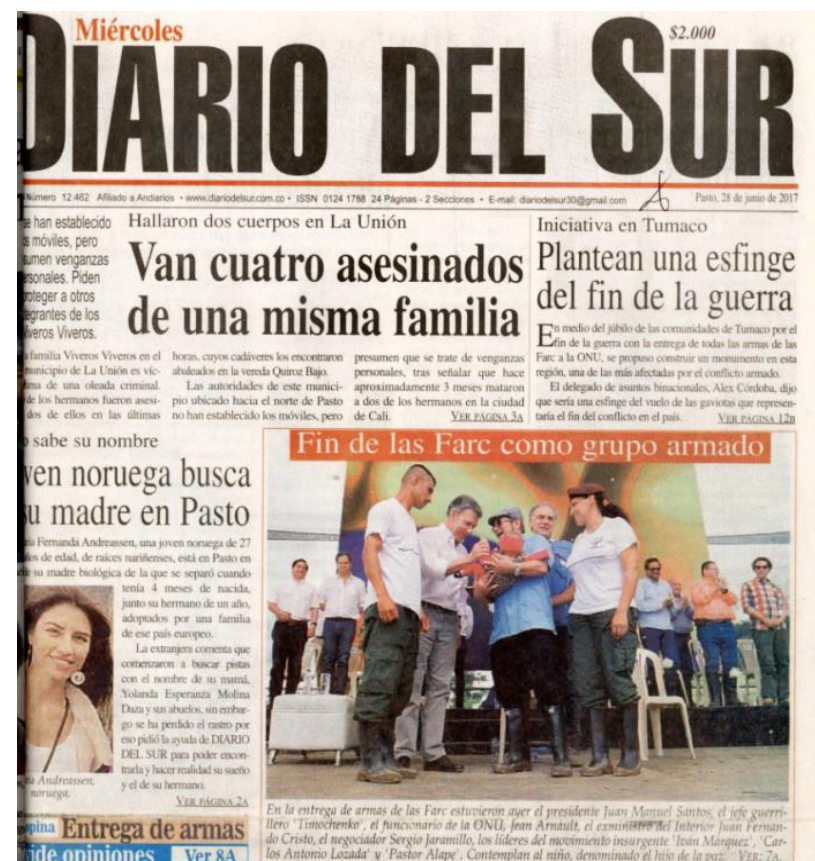 Miércoles
$2.000
DIARIO DEL SUR
Número 12.462 Afiliado a Andiarios • www.diariodelsur.com.co • ISSN 0124 1788 24 Páginas - 2 Secciones • E-mail: diariodelsur30@gmail.com
Pasto, 28 de junio de 2017
se han establecido
móviles, pero
venganzas
Piden
proteger a otros
de los
Viveros.
Hallaron dos cuerpos en La Unión
Van cuatro asesinados
de una misma familia
familia Viveros Viveros en el
municipio de La Unión es víc-
de una oleada criminal.
de los hermanos fueron asesi-
dos de ellos en las últimas
horas, cuyos cadáveres los encontraron
abaleados en la vereda Quiroz Bajo.
Las autoridades de este munici-
pio ubicado hacia el norte de Pasto
no han establecido los móviles, pero
presumen que se trate de venganzas
personales, tras señalar que hace
aproximadamente 3 meses mataron
a dos de los hermanos en la ciudad
de Cali. VER PÁGINA 3A
Iniciativa en Tumaco
Plantean una esfinge
del fin de la guerra
En medio del júbilo de las comunidades de Tumaco por el
fin de la guerra con la entrega de todas las armas de las
Farc a la ONU, se propuso construir un monumento en esta
región, una de las más afectadas por el conflicto armado.
El delegado de asuntos binacionales, Alex Córdoba, dijo
que sería una esfinge del vuelo de las gaviotas que represen-
taría el fin del conflicto en el país. VER PÁGINA 12B
sabe su nombre
noruega busca
madre en Pasto
Fernanda Andreassen, una joven noruega de 27
de edad, de raíces nariñenses, está en Pasto en
su madre biológica de la que se separó cuando
tenía 4 meses de nacida,
junto su hermano de un año,
adoptados por una familia
de ese país europeo.
La extranjera comenta que
comenzaron a buscar pistas
con el nombre de su mamá,
Yolanda Esperanza Molina
Daza y sus abuelos, sin embar-
go se ha perdido el rastro por
eso pidió la ayuda de DIARIO
DEL SUR para poder encon-
trarla y hacer realidad su sueño
y el de su hermano.
VER PÁGINA 2A
Andreassen,
noruega.
Entrega de armas
opiniones Ver 8A
Fin de las Farc como grupo armado
En la entrega de armas de las Farc estuvieron ayer el presidente Juan Manuel Santos, el jefe guerri-
llero 'Timochenko', el funcionario de la ONU, Jean Arnault, el exministro del Interior Juan Fernan-
do Cristo, el negociador Sergio Jaramillo, los líderes del movimiento insurgente 'Iván Márquez', 'Car-
los Antonio Lozada' y 'Pastor Alape'. Contemplan al niño, denominado el hijo de la paz. 7A.